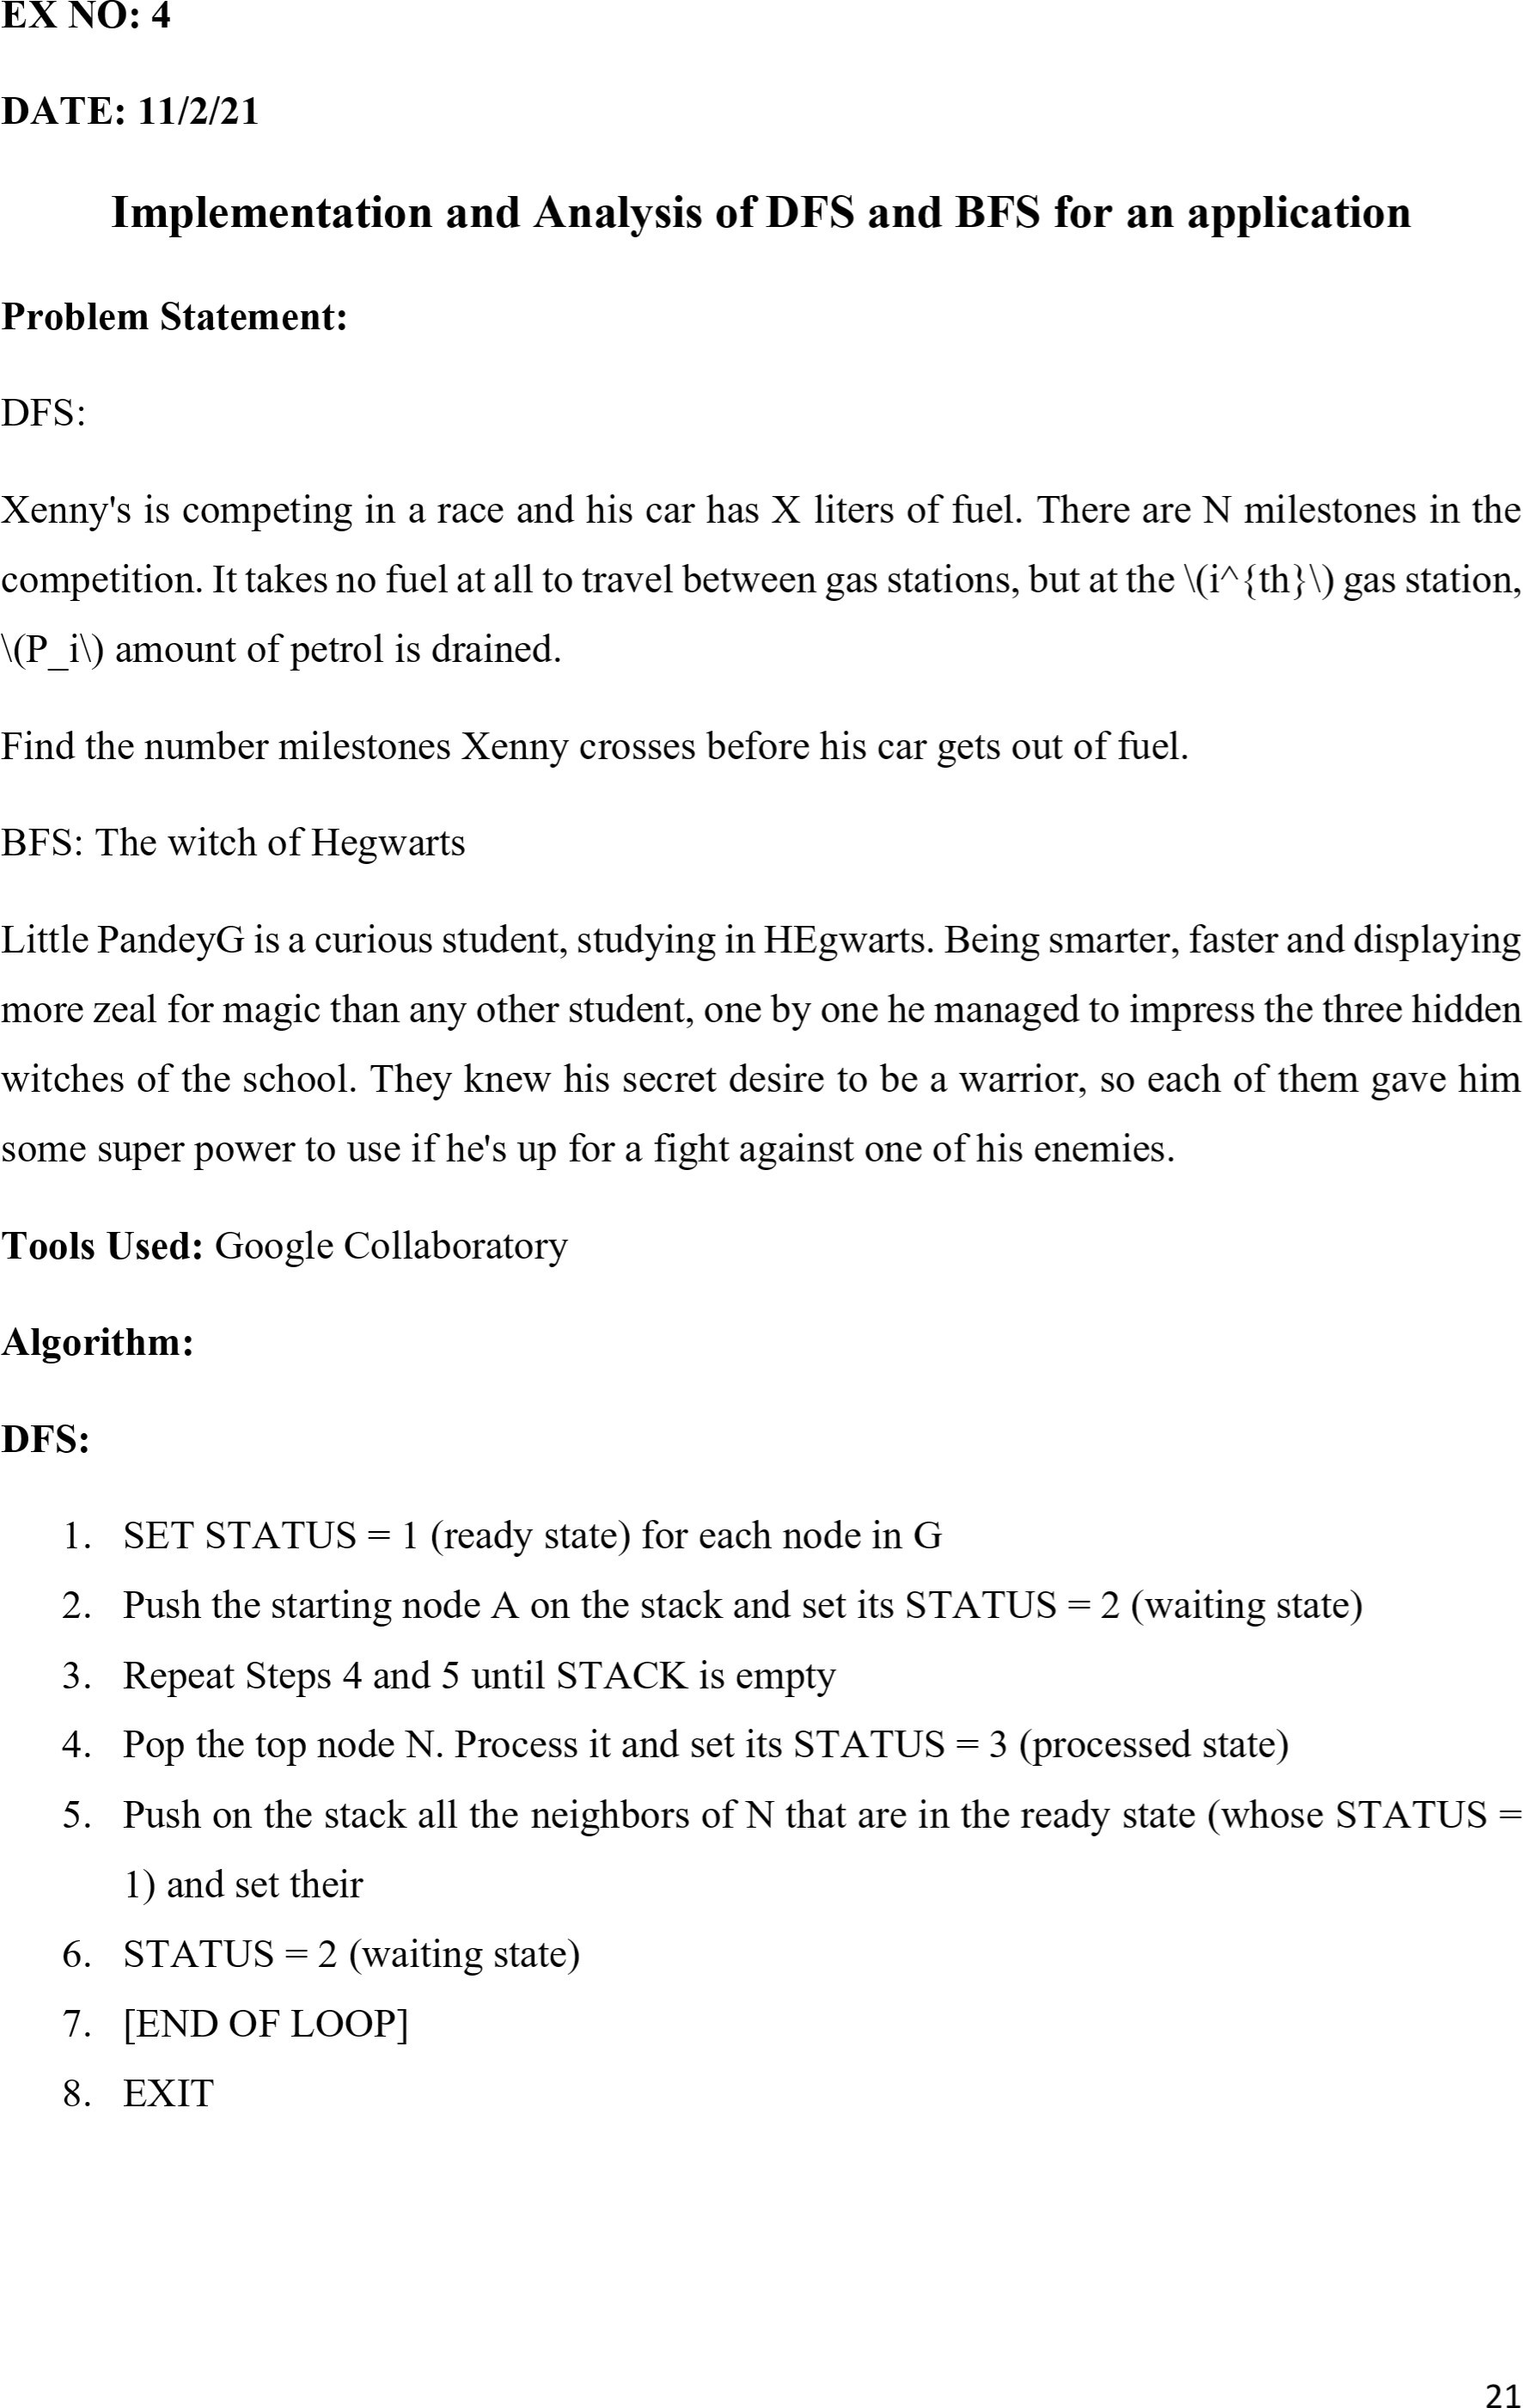 EX NO: 4
DATE: 11/2/21
Implementation and Analysis of DFS and BFS for an application
Problem Statement:
DFS:
Xenny's is competing in a race and his car has X liters of fuel. There are N milestones in the
competition. It takes no fuel at all to travel between gas stations, but at the \(i^{th}\) gas station,
\(P_i\) amount of petrol is drained.
Find the number milestones Xenny crosses before his car gets out of fuel.
BFS: The witch of Hegwarts
Little PandeyG is a curious student, studying in HEgwarts. Being smarter, faster and displaying
more zeal for magic than any other student, one by one he managed to impress the three hidden
witches of the school. They knew his secret desire to be a warrior, so each of them gave him
some super power to use if he's up for a fight against one of his enemies.
Tools Used: Google Collaboratory
Algorithm:
DFS:
1. SET STATUS = 1 (ready state) for each node in G
2. Push the starting node A on the stack and set its STATUS = 2 (waiting state)
3. Repeat Steps 4 and 5 until STACK is empty
4. Pop the top node N. Process it and set its STATUS = 3 (processed state)
5. Push on the stack all the neighbors of N that are in the ready state (whose STATUS =
1) and set their
6. STATUS = 2 (waiting state)
7. [END OF LOOP]
8. EXIT
21